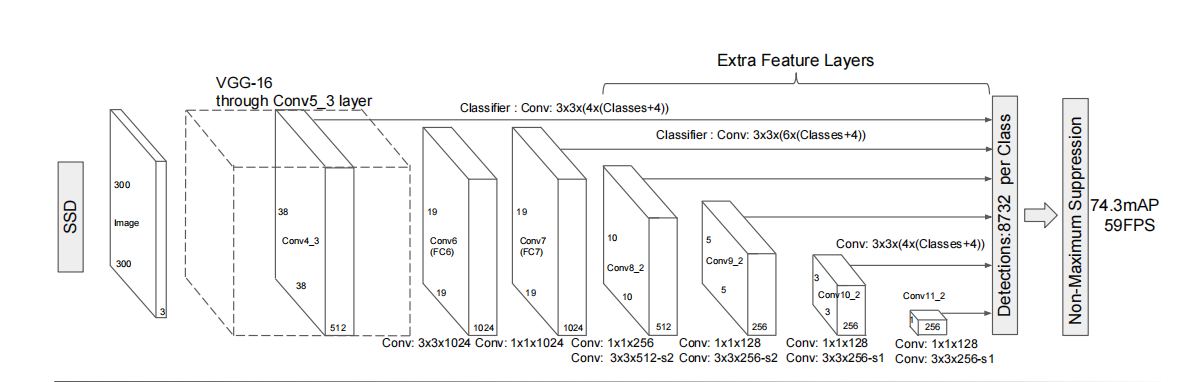 Extra Feature Layers
VGG-16
through Conv5_3 layer
Classifier : Conv: 3x3x(4x(Classes+4))
Classifier : Conv: 3x3x(6x(Classes+4))
SSD
300
Image
300
3
38
Conv4_3
38
512
19
Conv6
(FC6)
19
1024
19
Conv7
(FC7)
19
1024
10
Conv8_2
10
512
5
Conv9_2
5
256
Conv: 3x3x(4x(Classes+4))
3
Conv10_2
3
256
Conv11_2
1
256
Detections:8732 per Class
Non-Maximum Suppression
74.3mAP
59FPS
Conv: 3x3x1024
Conv: 1x1x1024
Conv: 1x1x256
Conv: 3x3x512-s2
Conv: 1x1x128
Conv: 3x3x256-s2
Conv: 1x1x128
Conv: 3x3x256-s1
Conv: 1x1x128
Conv: 3x3x256-s1